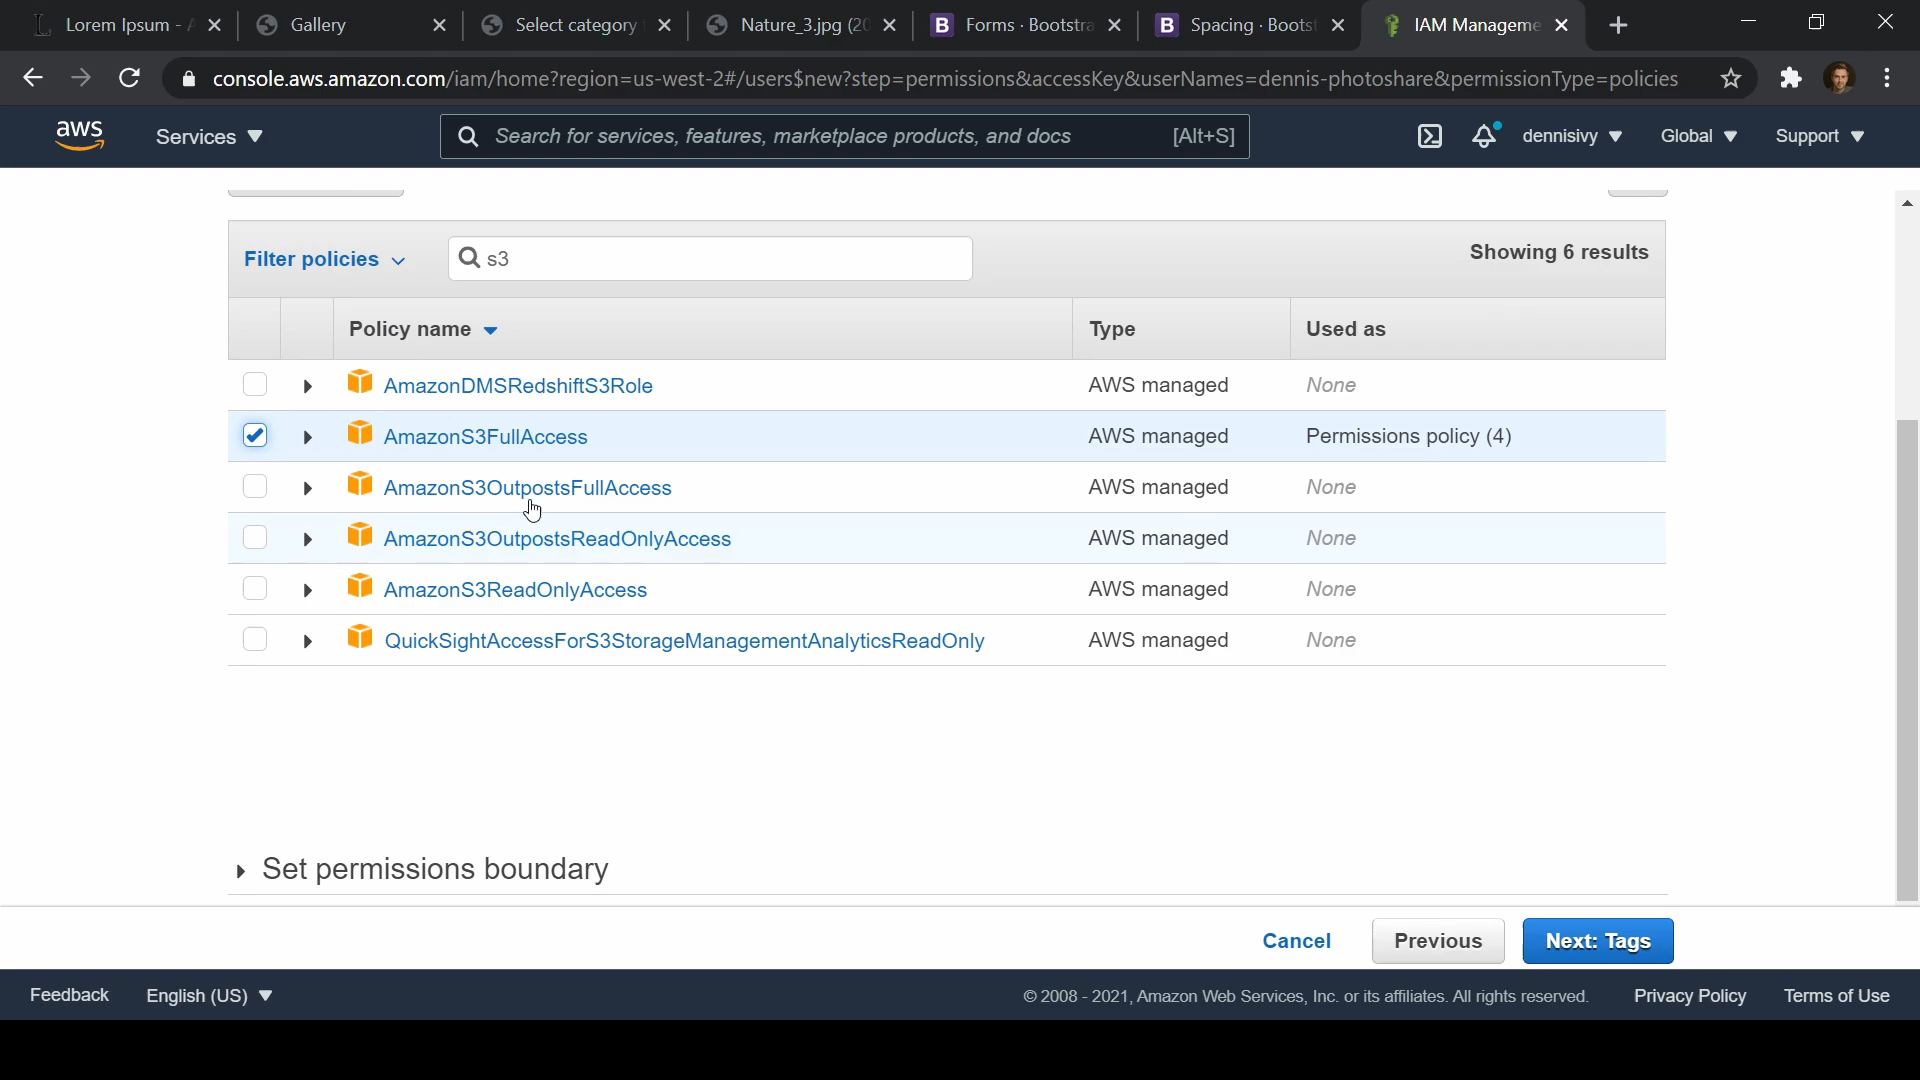 Lorem Ipsum - A
Gallery
Select category
Nature_3.jpg (20
B Forms · Bootstra
B Spacing · Bootst
IAM Manageme
console.aws.amazon.com/iam/home?region=us-west-2#/users$new?step=permissions&accessKey&userNames=dennis-photoshare&permissionType=policies
aws Services Search for services, features, marketplace products, and docs [Alt+S] dennisivy Global Support
Filter policies s3 Showing 6 results
Policy name Type Used as
AmazonDMSRedshiftS3Role AWS managed None
AmazonS3FullAccess AWS managed Permissions policy (4)
AmazonS3OutpostsFullAccess AWS managed None
AmazonS3OutpostsReadOnlyAccess AWS managed None
AmazonS3ReadOnlyAccess AWS managed None
QuickSightAccessForS3StorageManagementAnalyticsReadOnly AWS managed None
Set permissions boundary
Cancel Previous Next: Tags
Feedback English (US) © 2008 - 2021, Amazon Web Services, Inc. or its affiliates. All rights reserved. Privacy Policy Terms of Use